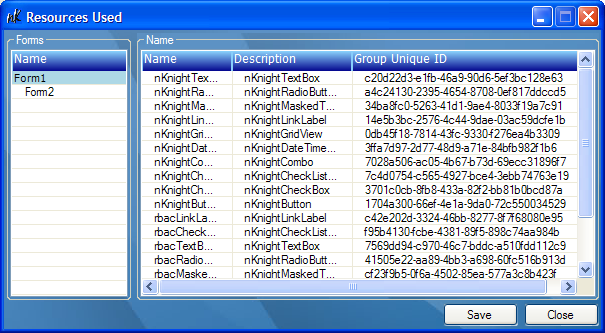 nK Resources Used
Forms
Name
Form1
Form2
Name
Name Description Group Unique ID
nKnightTex... nKnightTextBox c20d22d3-e1fb-46a9-90d6-5ef3bc128e63
nKnightRa... nKnightRadioButt... a4c24130-2395-4654-8708-0ef817ddccd5
nKnightMa... nKnightMaskedT... 34ba8fc0-5263-41d1-9ae4-8033f19a7c91
nKnightLin... nKnightLinkLabel 14e5b3bc-2576-4c44-9dae-03ac59dcfe1b
nKnightGri... nKnightGridView 0db45f18-7814-43fc-9330-f276ea4b3309
nKnightDat... nKnightDateTime... 3ffa7d97-2d77-48d9-a71e-84bfb982f1b6
nKnightCo... nKnightCombo 7028a506-ac05-4b67-b73d-69ecc31896f7
nKnightCh... nKnightCheckList... 7c4d0754-c565-4927-bce4-3ebb74763e19
nKnightCh... nKnightCheckBox 3701c0cb-8fb8-433a-82f2-bb81b0bcd87a
nKnightBut... nKnightButton 1704a300-66ef-4e1a-9da0-72c550034529
rbacLinkLa... nKnightLinkLabel c42e202d-3324-46bb-8277-8f7f68080e95
rbacCheck... nKnightCheckList... f95b4130-fcbe-4381-89f5-898c74aa984b
rbacTextB... nKnightTextBox 7569dd94-c970-46c7-bddc-a510fdd112c9
rbacRadio... nKnightRadioButt... 41505e22-aa89-4bb3-a698-60fc516b913d
rbacMaske... nKnightMaskedT... cf23f9b5-0f6a-4502-85ea-577a3c8b423f
Save Close